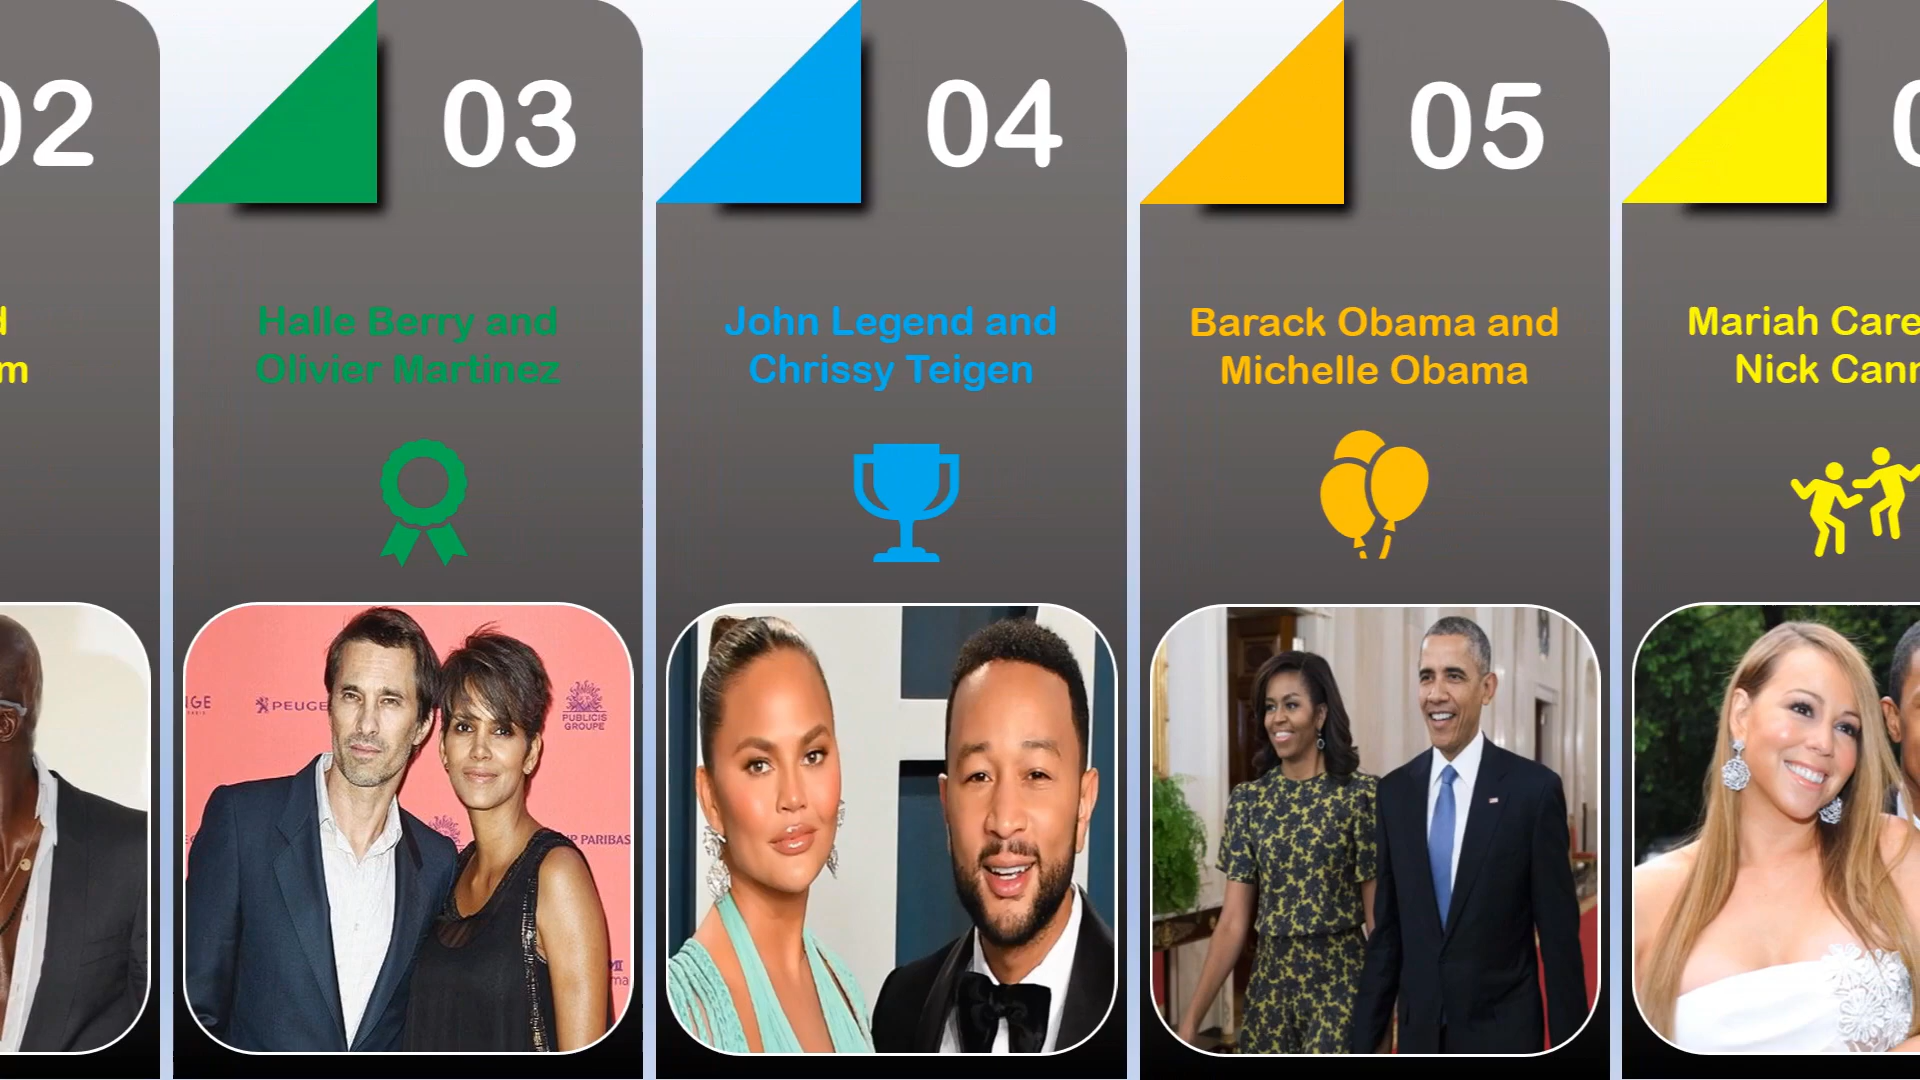 02
03
04
05
Halle Berry and
Olivier Martinez
John Legend and
Chrissy Teigen
Barack Obama and
Michelle Obama
Mariah Care
Nick Cann
PEUGE
PUBLICIS
GROUPE
P PARIBAS